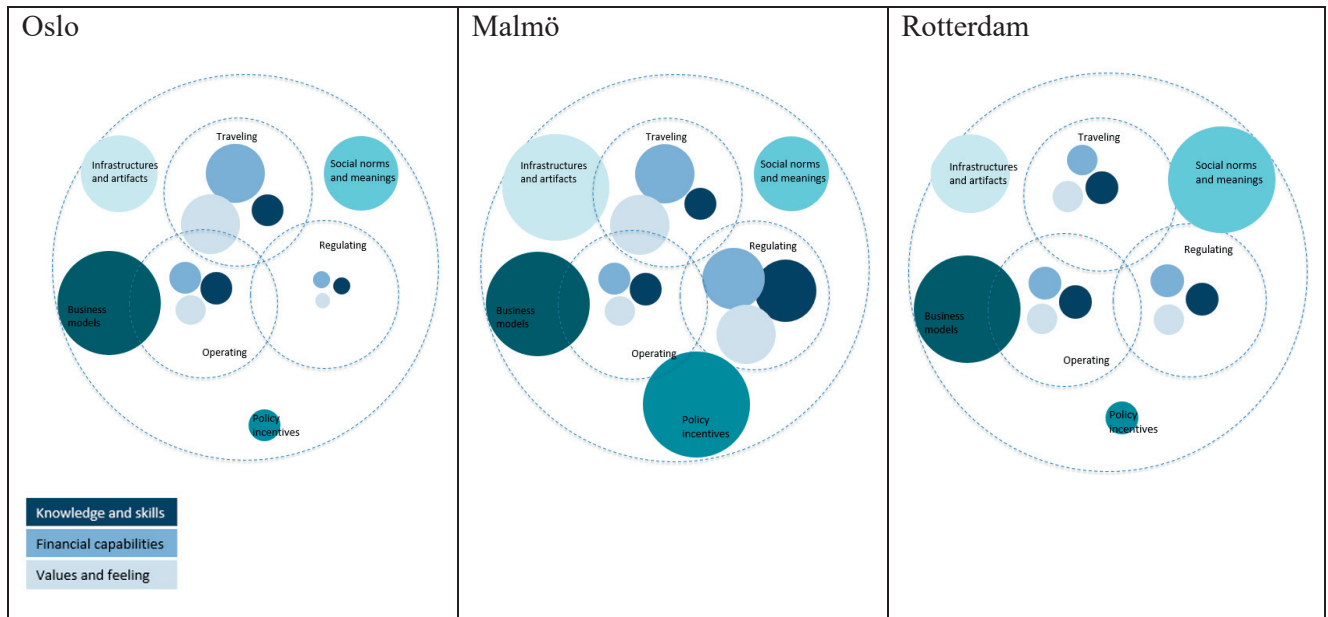 Oslo
Traveling
Infrastructures
and artifacts
Social norms
and meanings
Regulating
Business
models
Operating
Policy
incentives
Knowledge and skills
Financial capabilities
Values and feeling
Malmö
Traveling
Infrastructures
and artifacts
Social norms
and meanings
Regulating
Business
models
Operating
Policy
incentives
Rotterdam
Traveling
Infrastructures
and artifacts
Social norms
and meanings
Regulating
Business
models
Operating
Policy
incentives